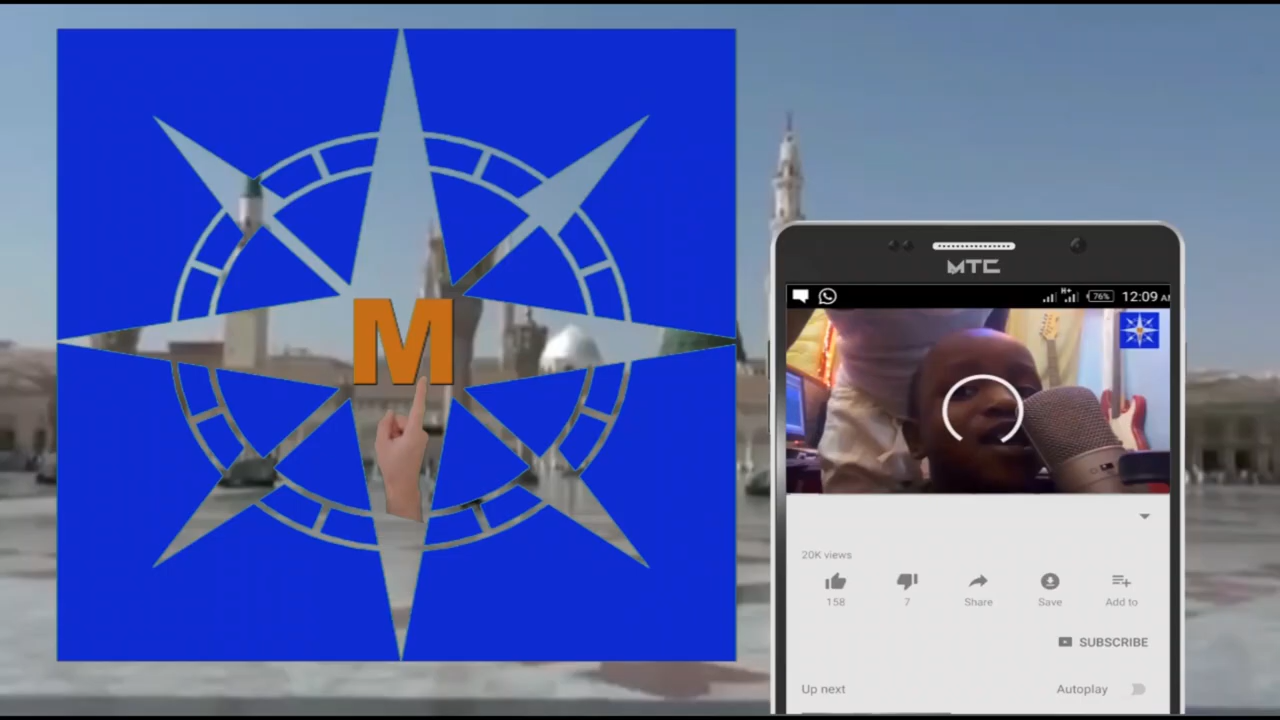 M
MTC
H+
76%
12:09 A
20K views
158
7
Share
Save
Add to
SUBSCRIBE
Up next
Autoplay